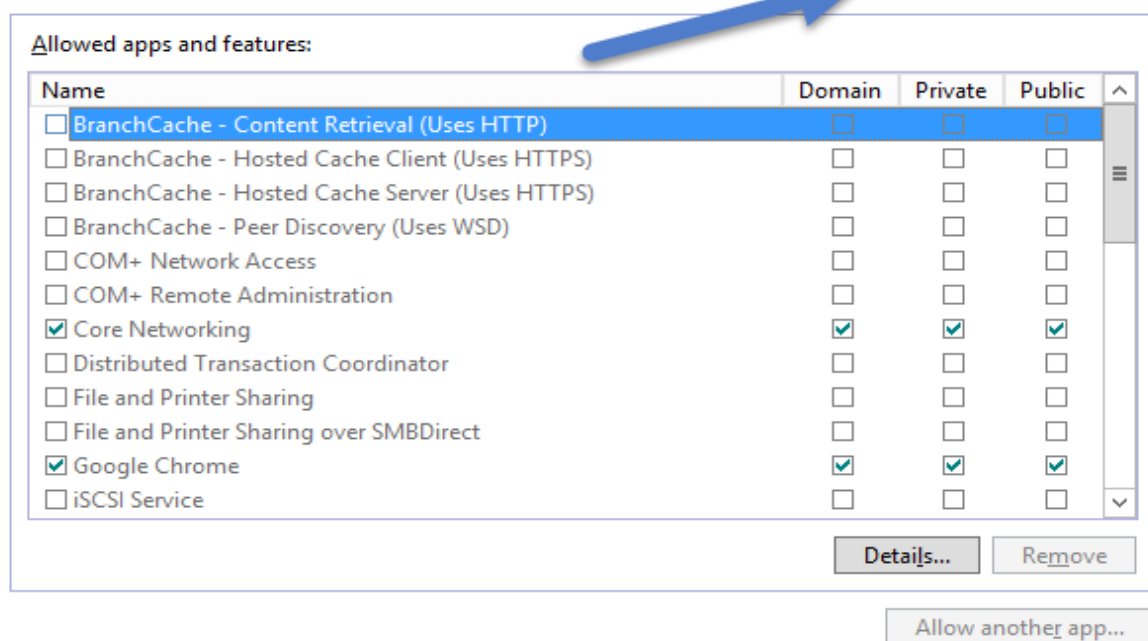 Allowed apps and features:
Name Domain Private Public
BranchCache - Content Retrieval (Uses HTTP)
BranchCache - Hosted Cache Client (Uses HTTPS)
BranchCache - Hosted Cache Server (Uses HTTPS)
BranchCache - Peer Discovery (Uses WSD)
COM+ Network Access
COM+ Remote Administration
Core Networking
Distributed Transaction Coordinator
File and Printer Sharing
File and Printer Sharing over SMBDirect
Google Chrome
iSCSI Service
Details... Remove
Allow another app...